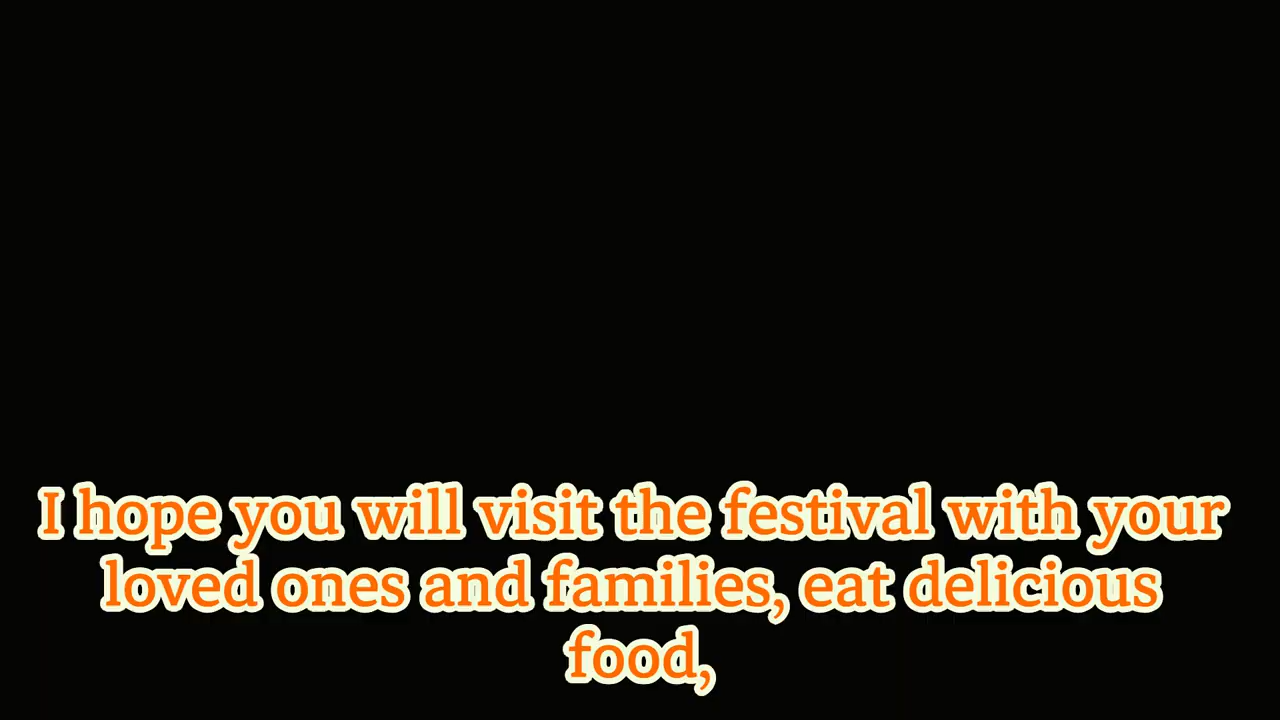 I hope you will visit the festival with your
loved ones and families, eat delicious
food,